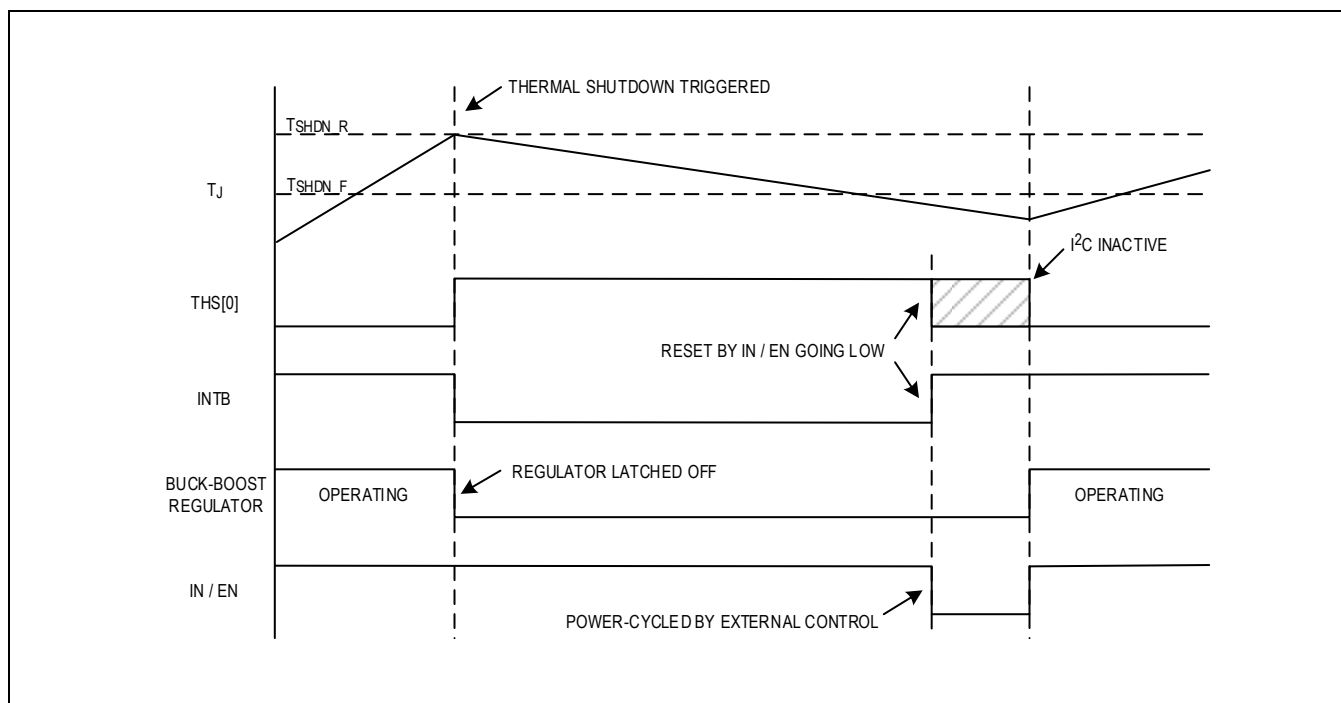 THERMAL SHUTDOWN TRIGGERED
TSHDN_R
TJ
TSHDN_F
I2C INACTIVE
THS[0]
RESET BY IN / EN GOING LOW
INTB
REGULATOR LATCHED OFF
BUCK-BOOST
REGULATOR
OPERATING
OPERATING
IN / EN
POWER-CYCLED BY EXTERNAL CONTROL